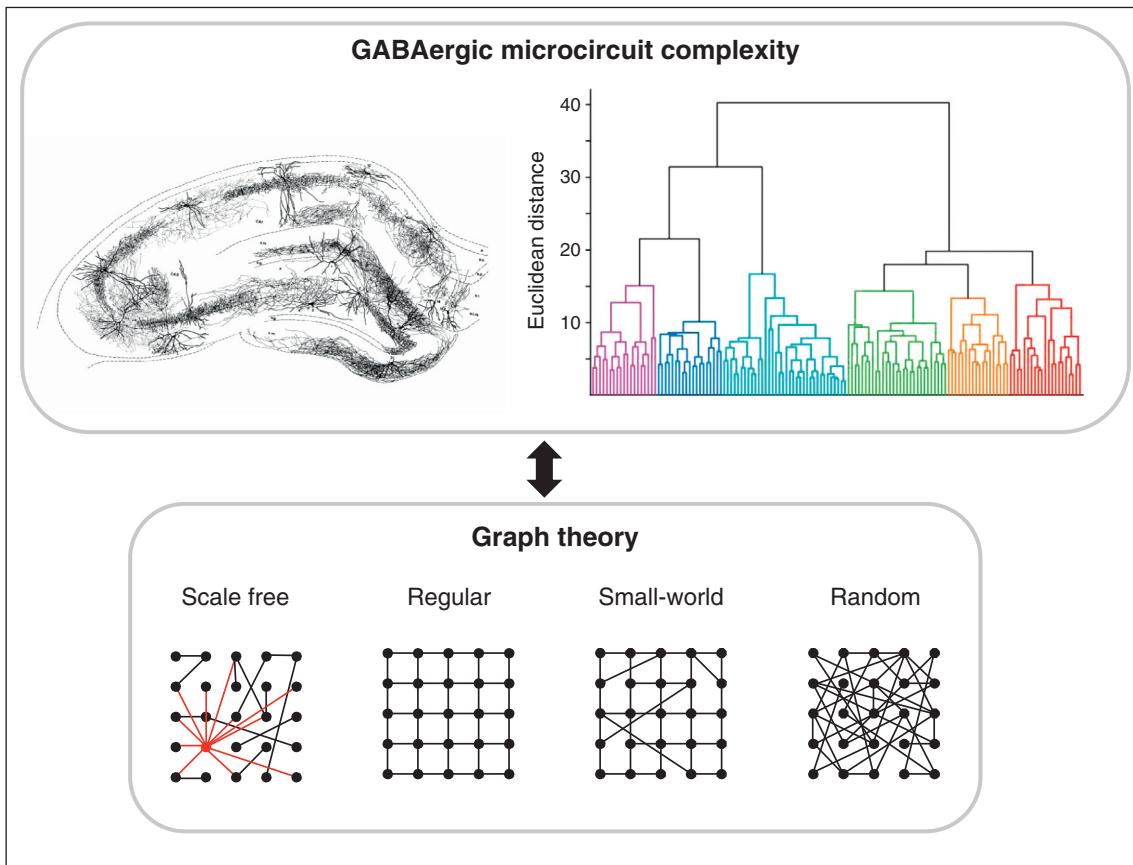 GABAergic microcircuit complexity
Euclidean distance
40
30
20
10
Graph theory
Scale free
Regular
Small-world
Random